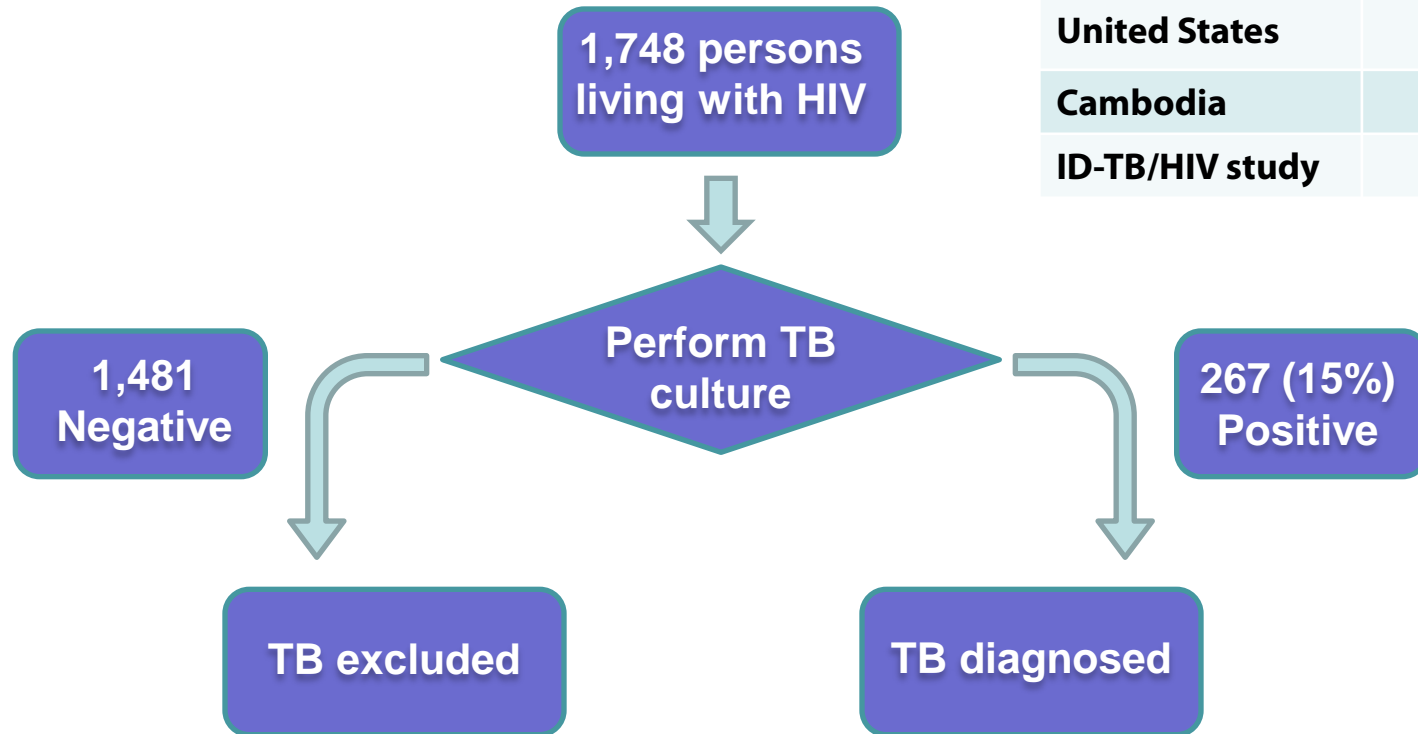 1,748 persons
living with HIV
United States
Cambodia
ID-TB/HIV study
Perform TB
culture
1,481
Negative
267 (15%)
Positive
TB excluded
TB diagnosed